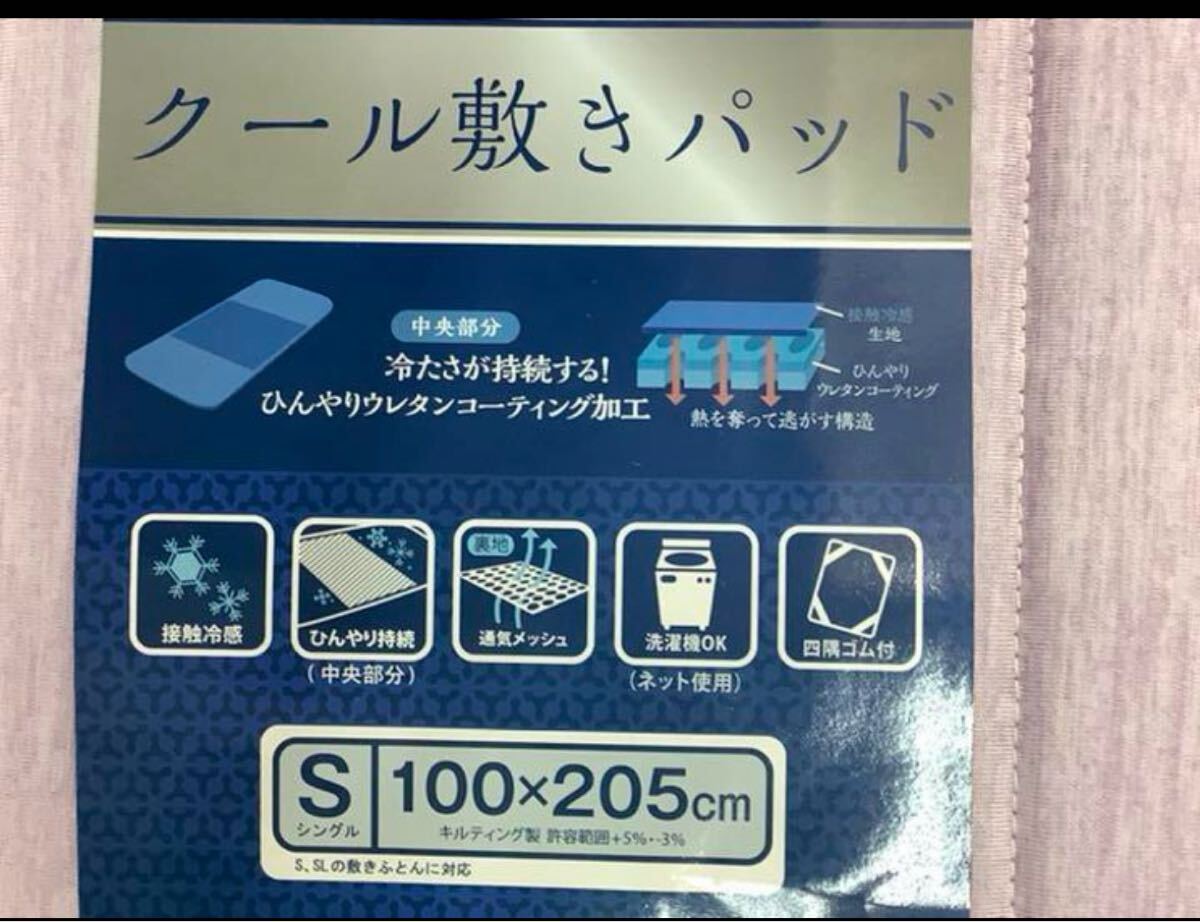 クール敷きパッド
中央部分
冷たさが持続する!
ひんやりウレタンコーティング加工
接触冷感
生地
ひんやり
ウレタンコーティング
熱を奪って逃がす構造
接触冷感
ひんやり持続
(中央部分)
裏地
通気メッシュ
洗濯機OK
(ネット使用)
四隅ゴム付
S
シングル
100×205cm
キルティング製 許容範囲+5%・-3%
S、SLの敷きふとんに対応